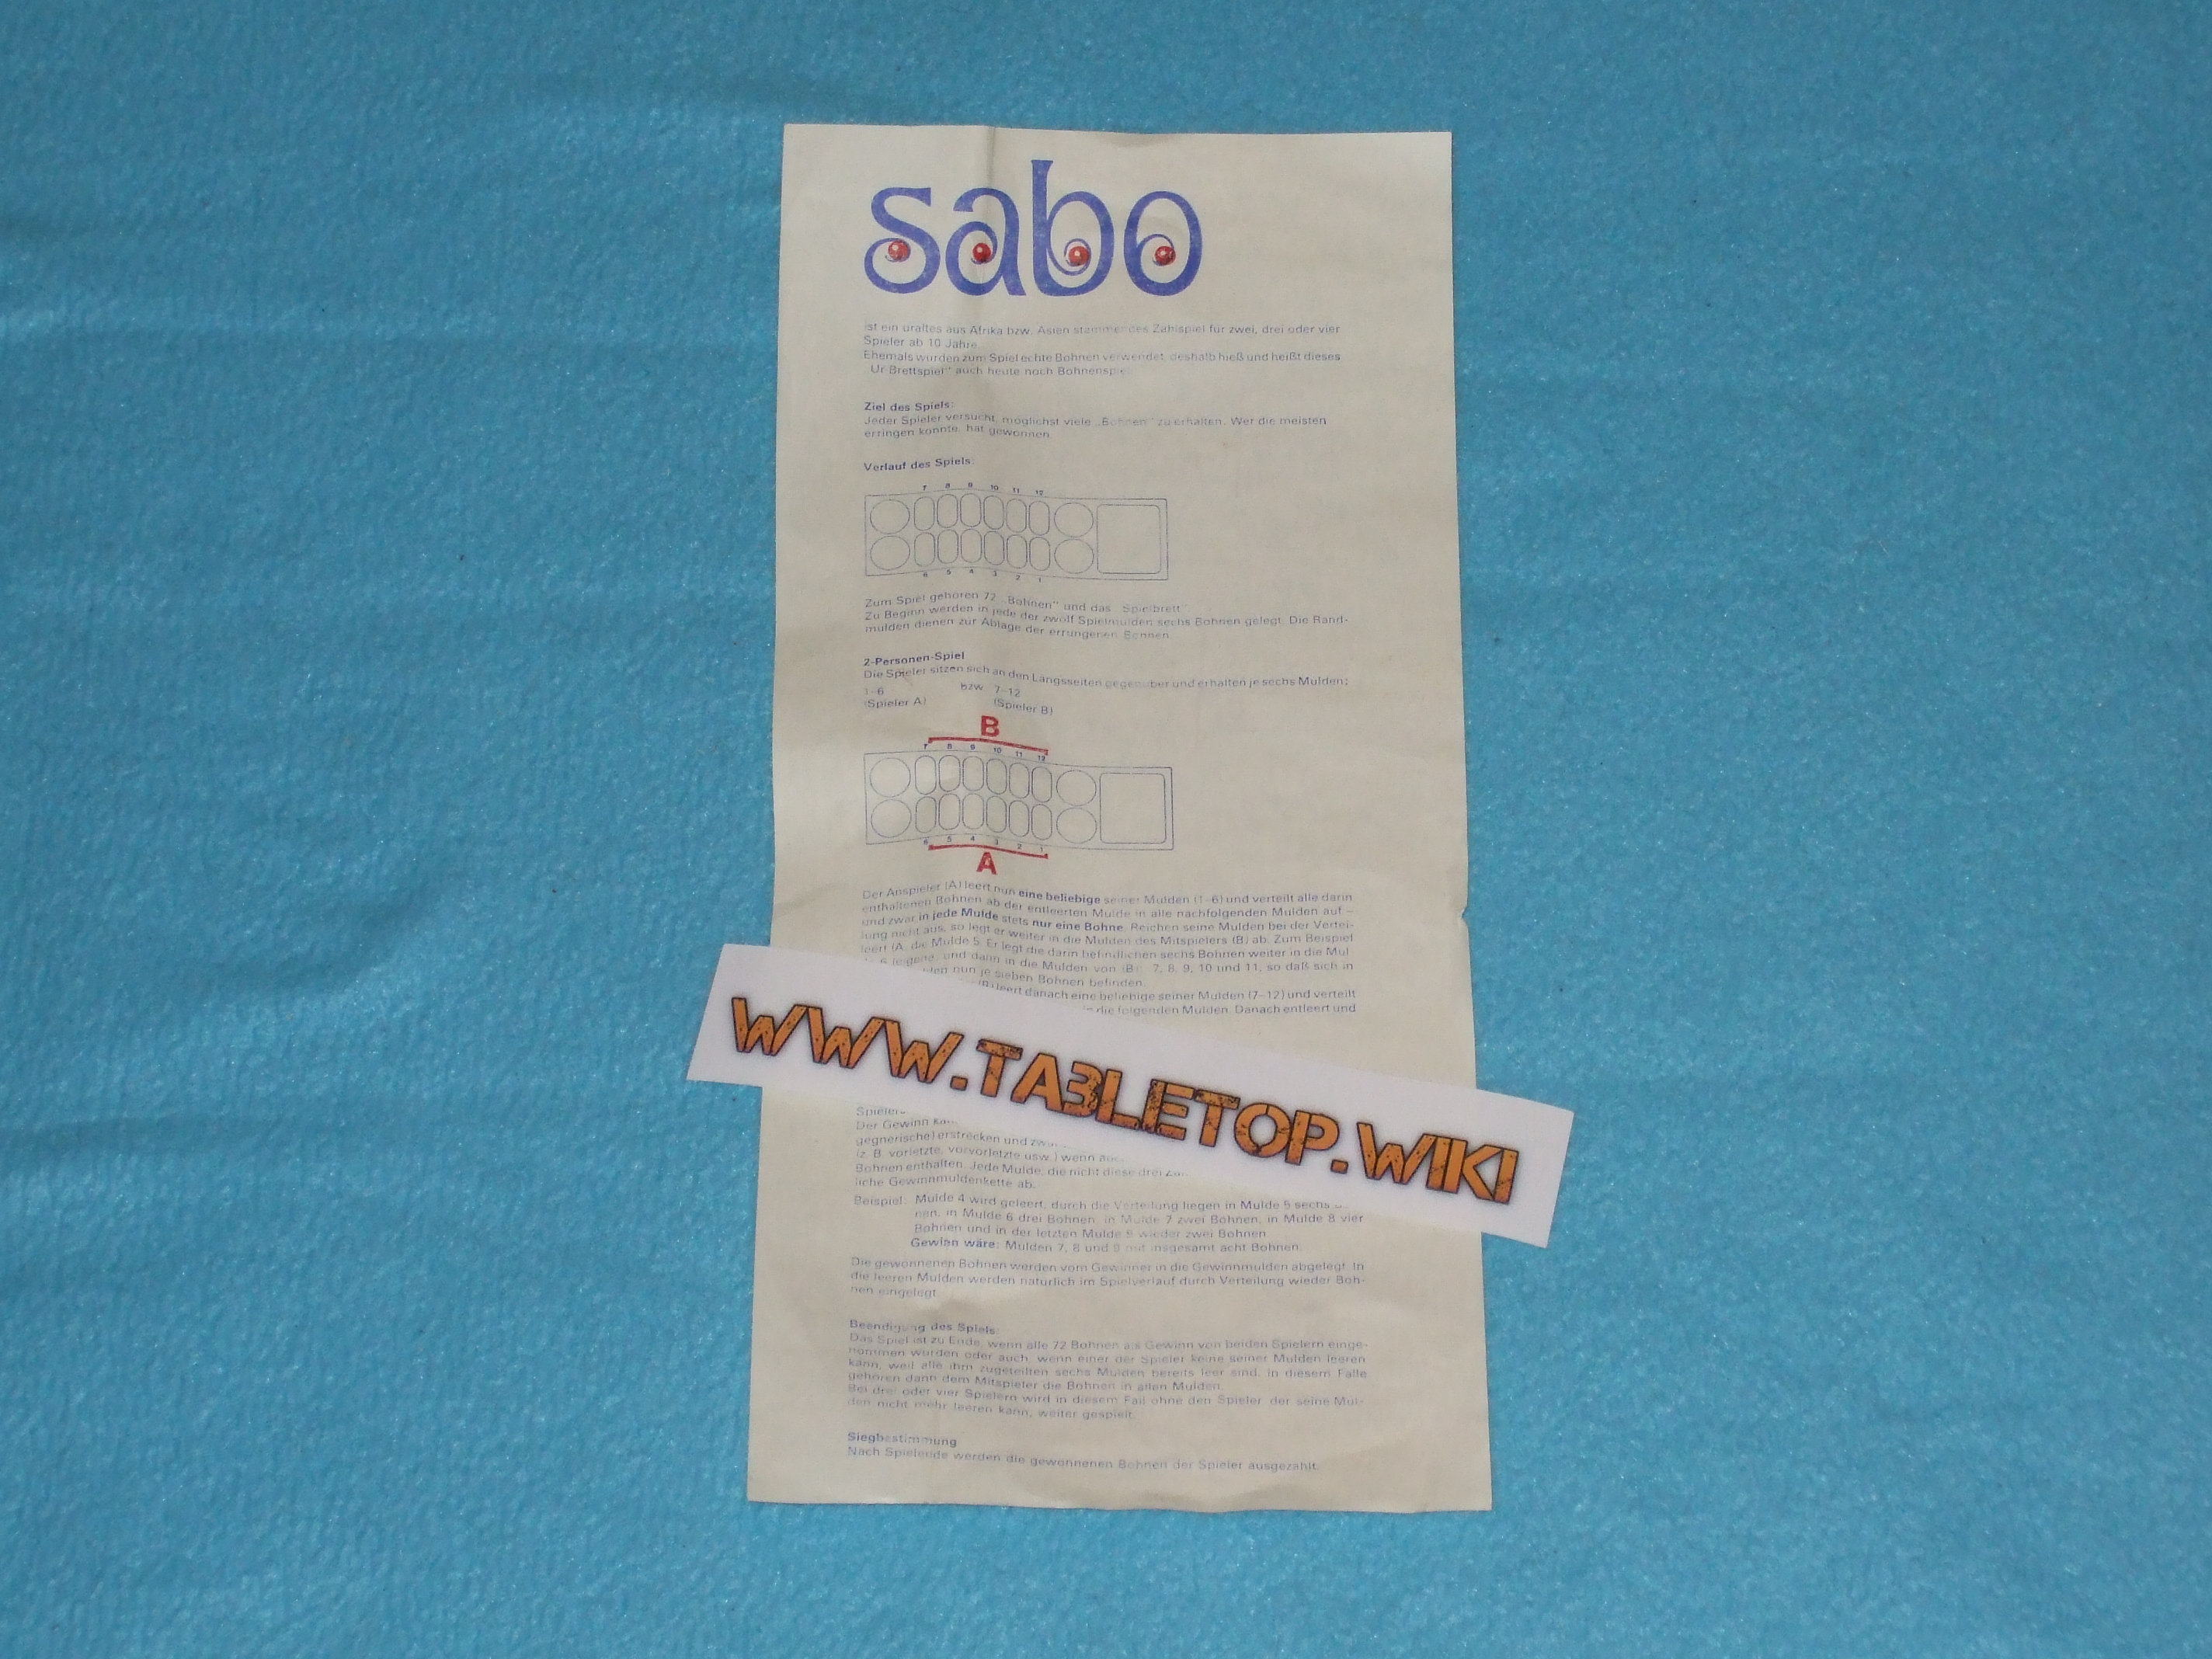 sabo
ist ein uraltes aus Afrika bzw. Asien stammendes Zählspiel für zwei, drei oder vier
Spieler ab 10 Jahre.
Ehemals wurden zum Spiel echte Bohnen verwendet, deshalb hieß und heißt dieses
„Ur Brettspiel" auch heute noch Bohnenspiel.
Ziel des Spiels:
Jeder Spieler versucht, möglichst viele „Bohnen" zu erhalten. Wer die meisten
erringen konnte, hat gewonnen.
Verlauf des Spiels:
7 8 9 10 11 12
6 5 4 3 2 1
Zum Spiel gehören 72 „Bohnen" und das „Spielbrett".
Zu Beginn werden in jede der zwölf Spielmulden sechs Bohnen gelegt. Die Rand-
mulden dienen zur Ablage der errungenen Bohnen.
2-Personen-Spiel
Die Spieler sitzen sich an den Längsseiten gegenüber und erhalten je sechs Mulden;
1–6 bzw. 7–12
(Spieler A) (Spieler B)
B
7 8 9 10 11 12
6 5 4 3 2 1
A
Der Anspieler (A) leert nun eine beliebige seiner Mulden (1–6) und verteilt alle darin
enthaltenen Bohnen ab der entleerten Mulde in alle nachfolgenden Mulden auf –
und zwar in jede Mulde stets nur eine Bohne. Reichen seine Mulden bei der Vertei-
lung nicht aus, so legt er weiter in die Mulden des Mitspielers (B) ab. Zum Beispiel
leert (A) die Mulde 5. Er legt die darin befindlichen sechs Bohnen weiter in die Mul
6 (eigene) und dann in die Mulden von (B) 7, 8, 9, 10 und 11, so daß sich in
nun je sieben Bohnen befinden.
(B) leert danach eine beliebige seiner Mulden (7–12) und verteilt
die folgenden Mulden. Danach entleert und
WWW.TABLETOP.WIKI
Spieler
Der Gewinn
gegnerische) erstrecken und
(z. B. vorletzte, vorvorletzte usw.) wenn
Bohnen enthalten. Jede Mulde, die nicht diese drei
liche Gewinnmuldenkette ab.
Beispiel: Mulde 4 wird geleert, durch die Verteilung liegen in Mulde 5 sechs
nen, in Mulde 6 drei Bohnen, in Mulde 7 zwei Bohnen, in Mulde 8 vier
Bohnen und in der letzten Mulde 9 wieder zwei Bohnen.
Gewinn wäre: Mulden 7, 8 und 9 mit insgesamt acht Bohnen.
Die gewonnenen Bohnen werden vom Gewinner in die Gewinnmulden abgelegt. In
die leeren Mulden werden natürlich im Spielverlauf durch Verteilung wieder Boh-
nen eingelegt.
Beendigung des Spiels:
Das Spiel ist zu Ende, wenn alle 72 Bohnen als Gewinn von beiden Spielern einge-
nommen wurden oder auch, wenn einer der Spieler keine seiner Mulden leeren
kann, weil alle ihm zugeteilten sechs Mulden bereits leer sind. In diesem Falle
gehören dann dem Mitspieler die Bohnen in allen Mulden.
Bei drei oder vier Spielern wird in diesem Fall ohne den Spieler, der seine Mul-
den nicht mehr leeren kann, weiter gespielt.
Siegbestimmung
Nach Spielende werden die gewonnenen Bohnen der Spieler ausgezählt.